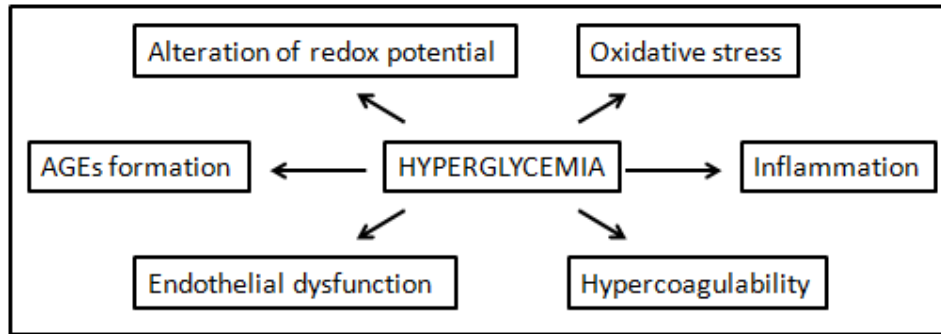 Alteration of redox potential
Oxidative stress
AGEs formation
HYPERGLYCEMIA
Inflammation
Endothelial dysfunction
Hypercoagulability